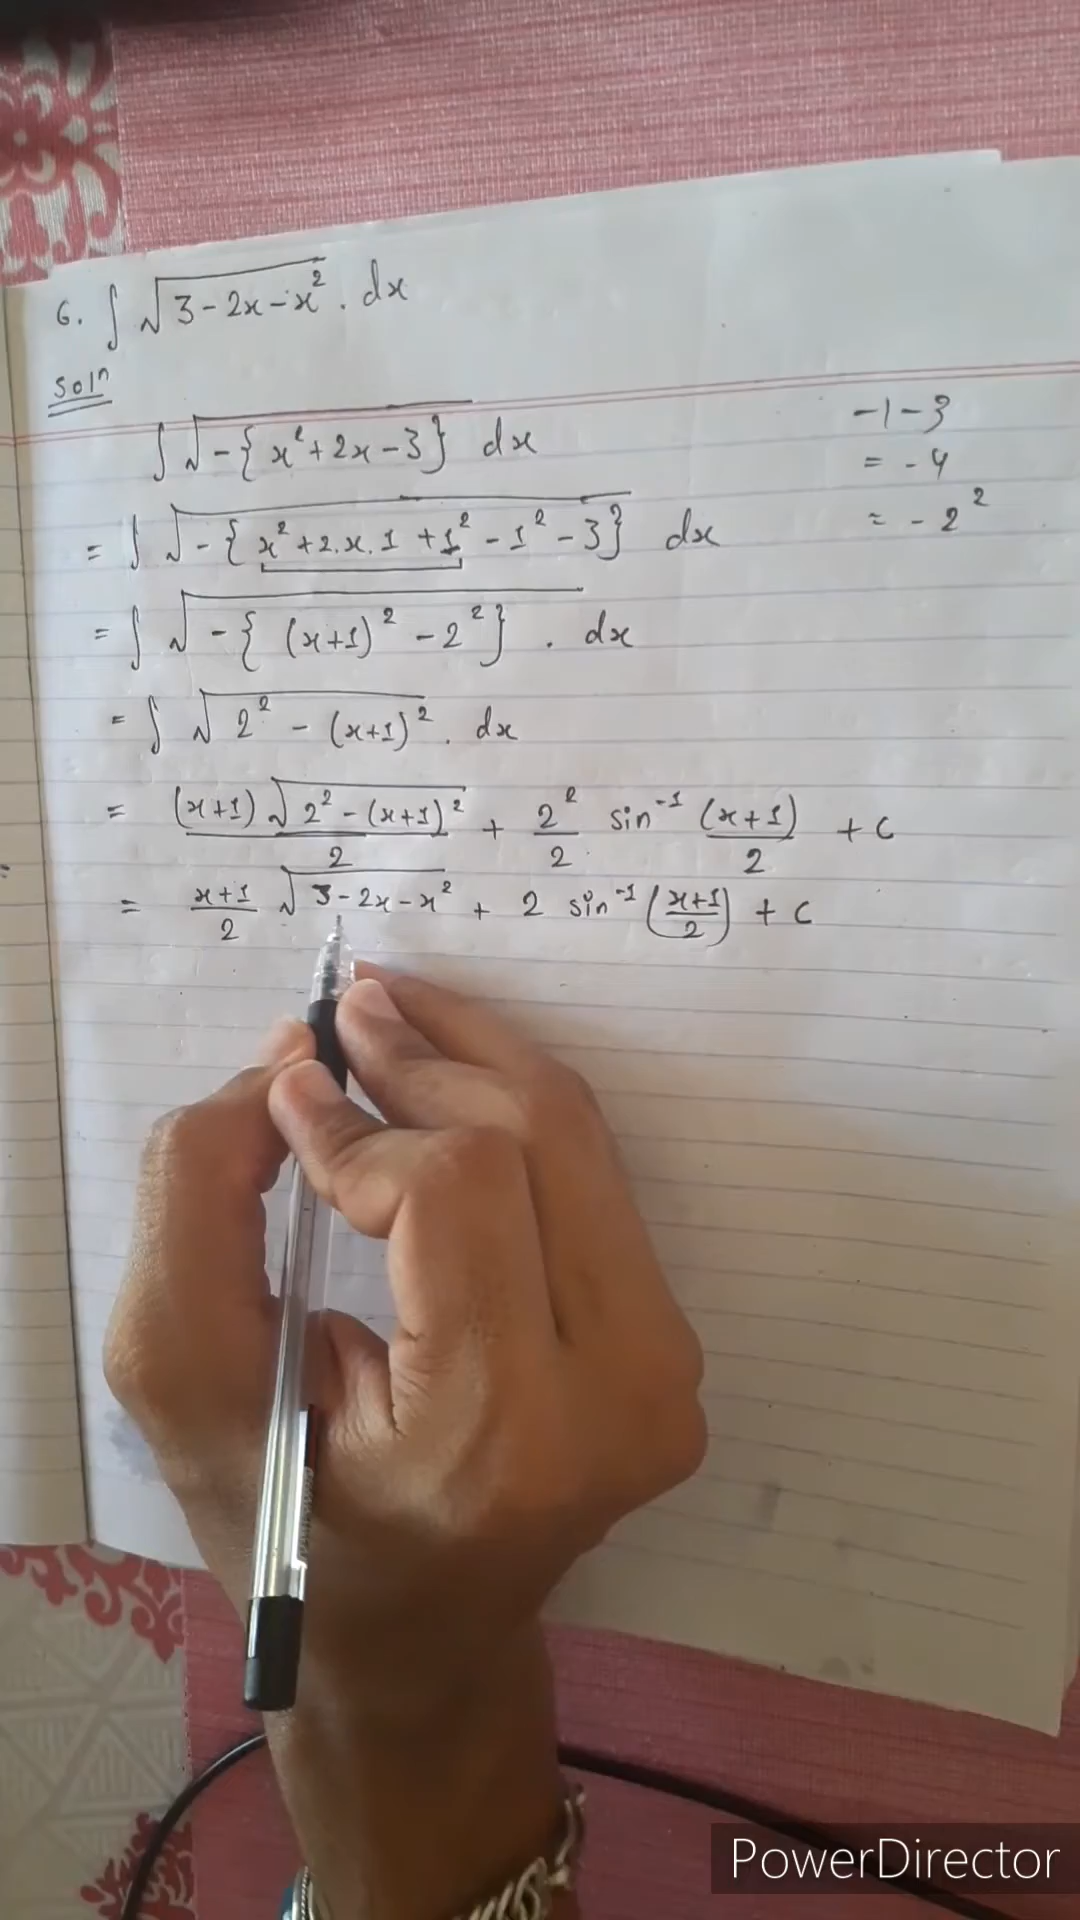 6. ∫ √(3-2x-x²) . dx
Solⁿ
∫ √(-{x²+2x-3}) dx
-1-3
= -4
= -2²
= ∫ √(-{x²+2.x.1+1²-1²-3}) dx
= ∫ √(-{(x+1)²-2²}) . dx
= ∫ √(2²-(x+1)²) . dx
= (x+1)√(2²-(x+1)²)/2 + 2²/2 sin⁻¹ (x+1)/2 + c
= x+1/2 √(3-2x-x²) + 2 sin⁻¹ (x+1/2) + c
PowerDirector